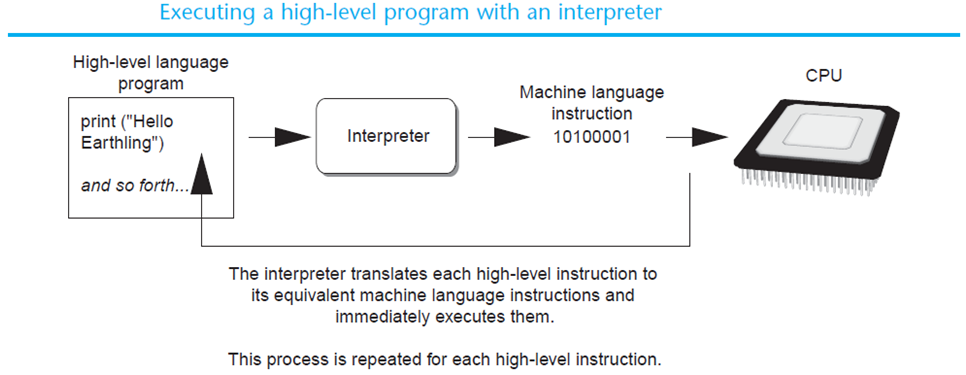 Executing a high-level program with an interpreter
High-level language
program
print ("Hello
Earthling")
and so forth...
Interpreter
Machine language
instruction
10100001
CPU
The interpreter translates each high-level instruction to
its equivalent machine language instructions and
immediately executes them.
This process is repeated for each high-level instruction.